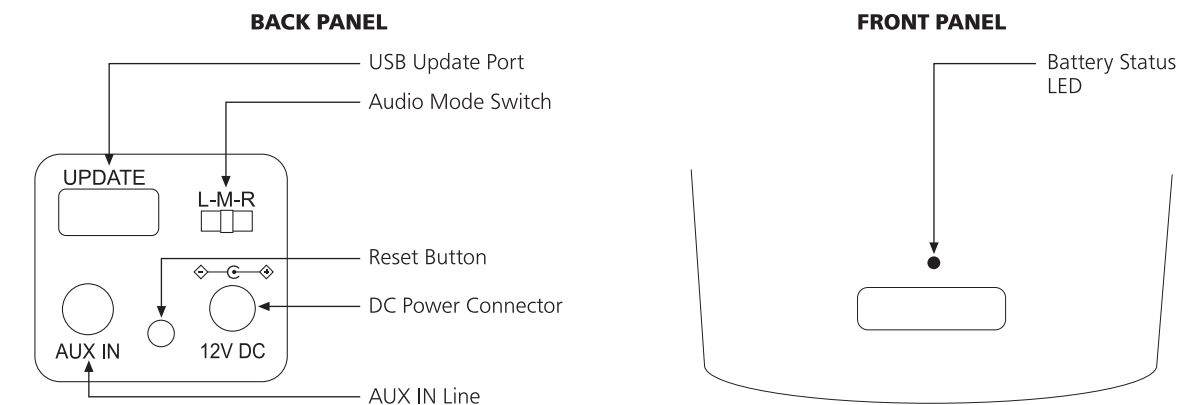 BACK PANEL
USB Update Port
Audio Mode Switch
UPDATE
L-M-R
Reset Button
DC Power Connector
AUX IN
12V DC
AUX IN Line
FRONT PANEL
Battery Status
LED